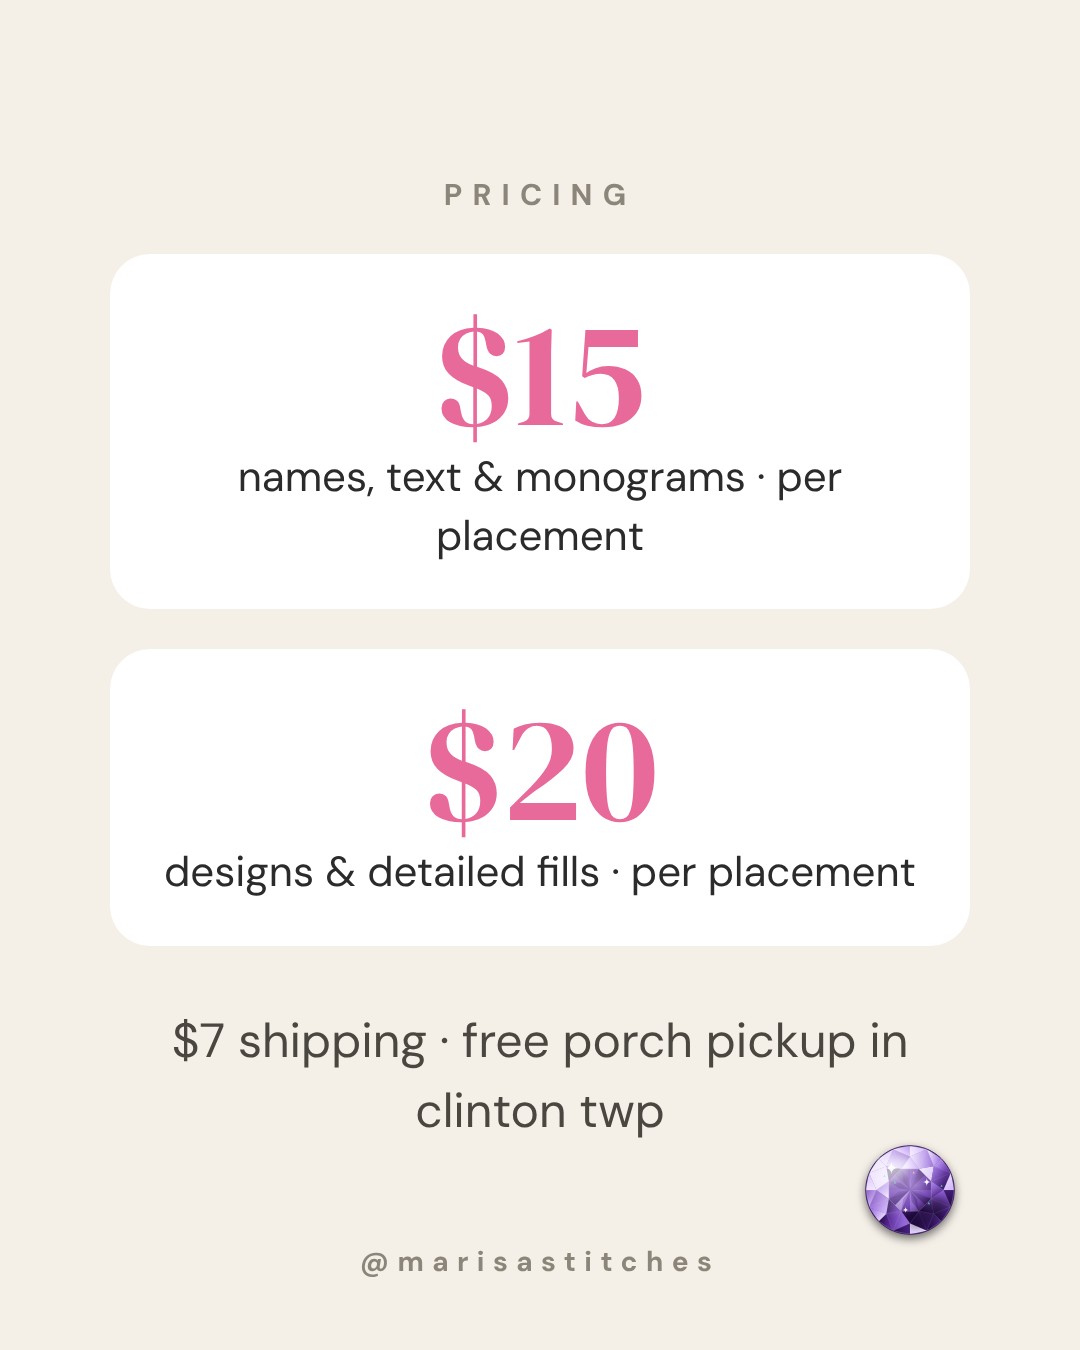 PRICING
$15
names, text & monograms · per
placement
$20
designs & detailed fills · per placement
$7 shipping · free porch pickup in
clinton twp
@marisastitches